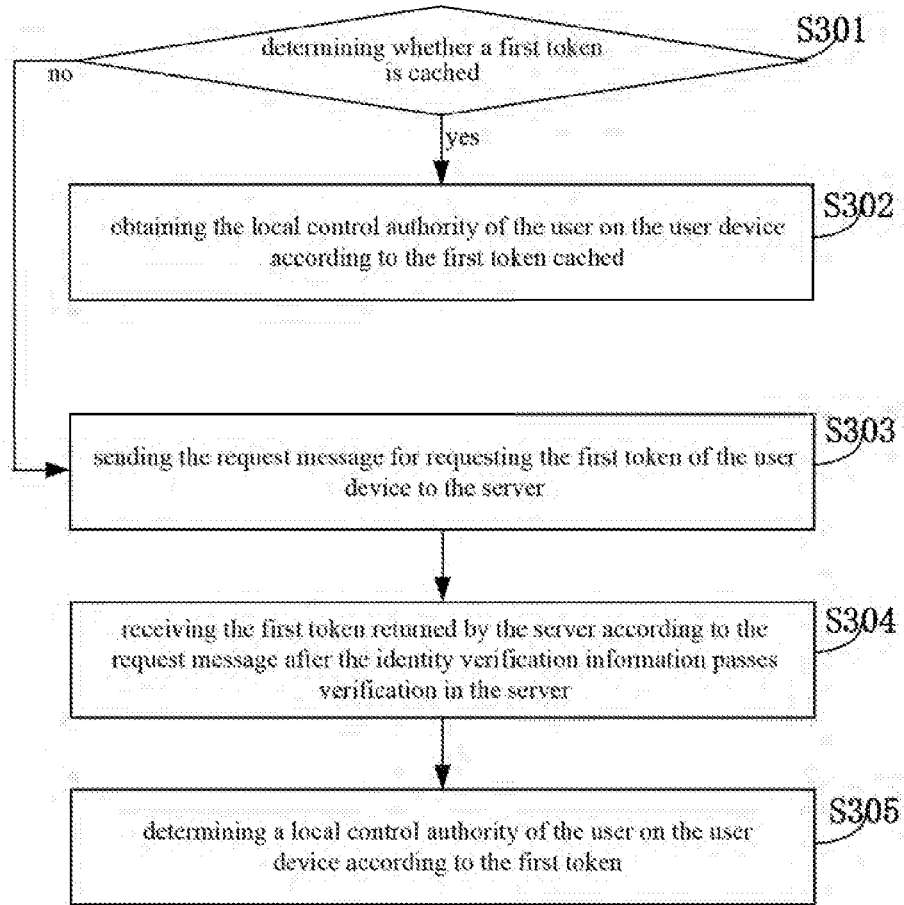 determining whether a first token
is cached
S301
no
yes
S302
obtaining the local control authority of the user on the user device
according to the first token cached
S303
sending the request message for requesting the first token of the user
device to the server
S304
receiving the first token returned by the server according to the
request message after the identity verification information passes
verification in the server
S305
determining a local control authority of the user on the user
device according to the first token